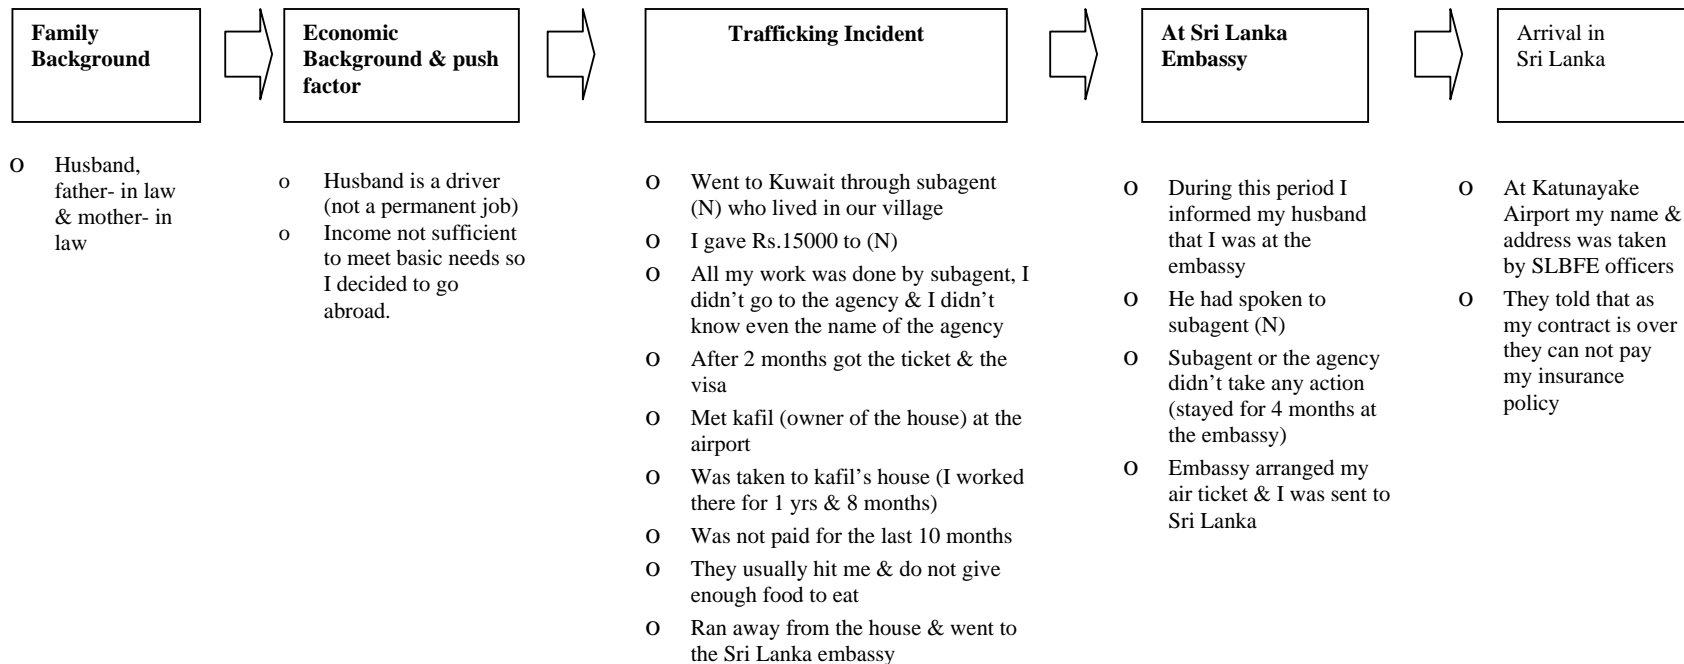 Family
Background
Economic
Background & push
factor
Trafficking Incident
At Sri Lanka
Embassy
Arrival in
Sri Lanka
o Husband,
father- in law
& mother- in
law
o Husband is a driver
(not a permanent job)
o Income not sufficient
to meet basic needs so
I decided to go
abroad.
o Went to Kuwait through subagent
(N) who lived in our village
o I gave Rs.15000 to (N)
o All my work was done by subagent, I
didn’t go to the agency & I didn’t
know even the name of the agency
o After 2 months got the ticket & the
visa
o Met kafil (owner of the house) at the
airport
o Was taken to kafil’s house (I worked
there for 1 yrs & 8 months)
o Was not paid for the last 10 months
o They usually hit me & do not give
enough food to eat
o Ran away from the house & went to
the Sri Lanka embassy
o During this period I
informed my husband
that I was at the
embassy
o He had spoken to
subagent (N)
o Subagent or the agency
didn’t take any action
(stayed for 4 months at
the embassy)
o Embassy arranged my
air ticket & I was sent to
Sri Lanka
o At Katunayake
Airport my name &
address was taken
by SLBFE officers
o They told that as
my contract is over
they can not pay
my insurance
policy